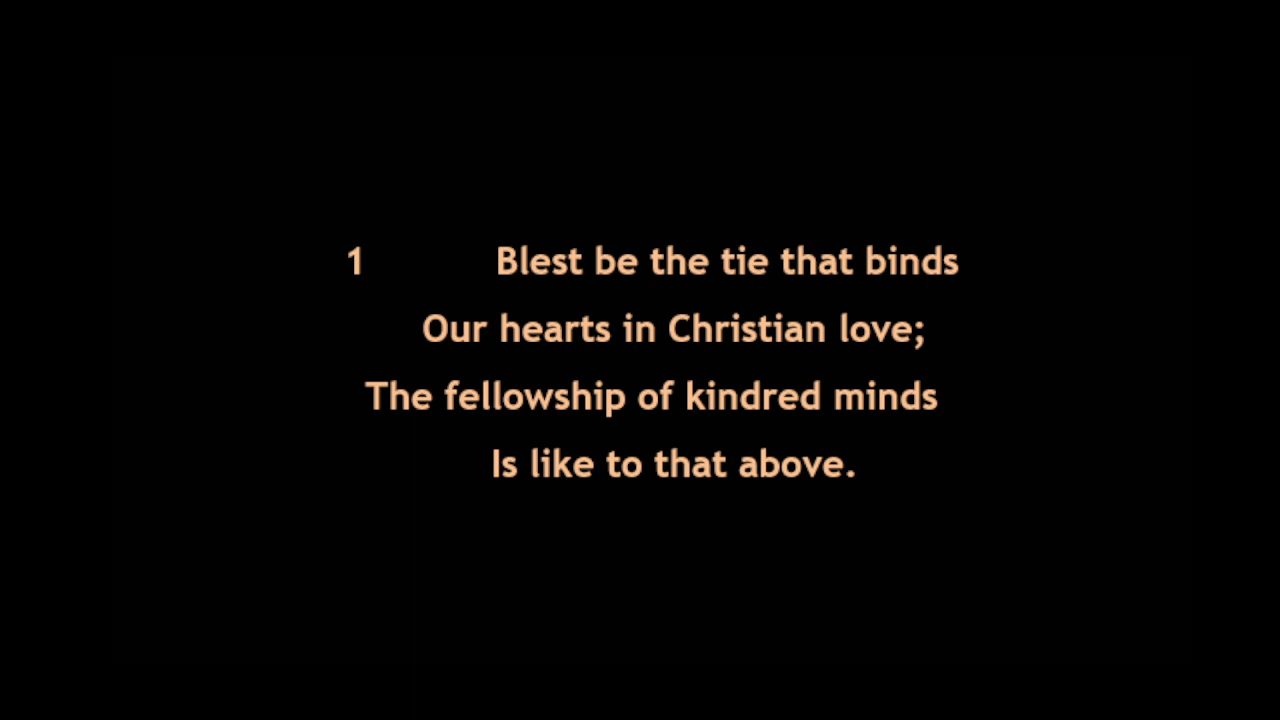 1 Blest be the tie that binds
Our hearts in Christian love;
The fellowship of kindred minds
Is like to that above.